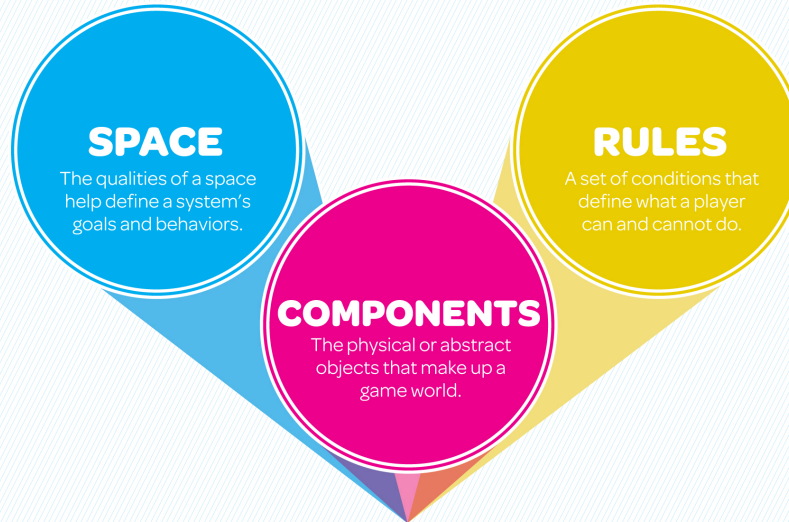 SPACE
The qualities of a space
help define a system's
goals and behaviors.
RULES
A set of conditions that
define what a player
can and cannot do.
COMPONENTS
The physical or abstract
objects that make up a
game world.